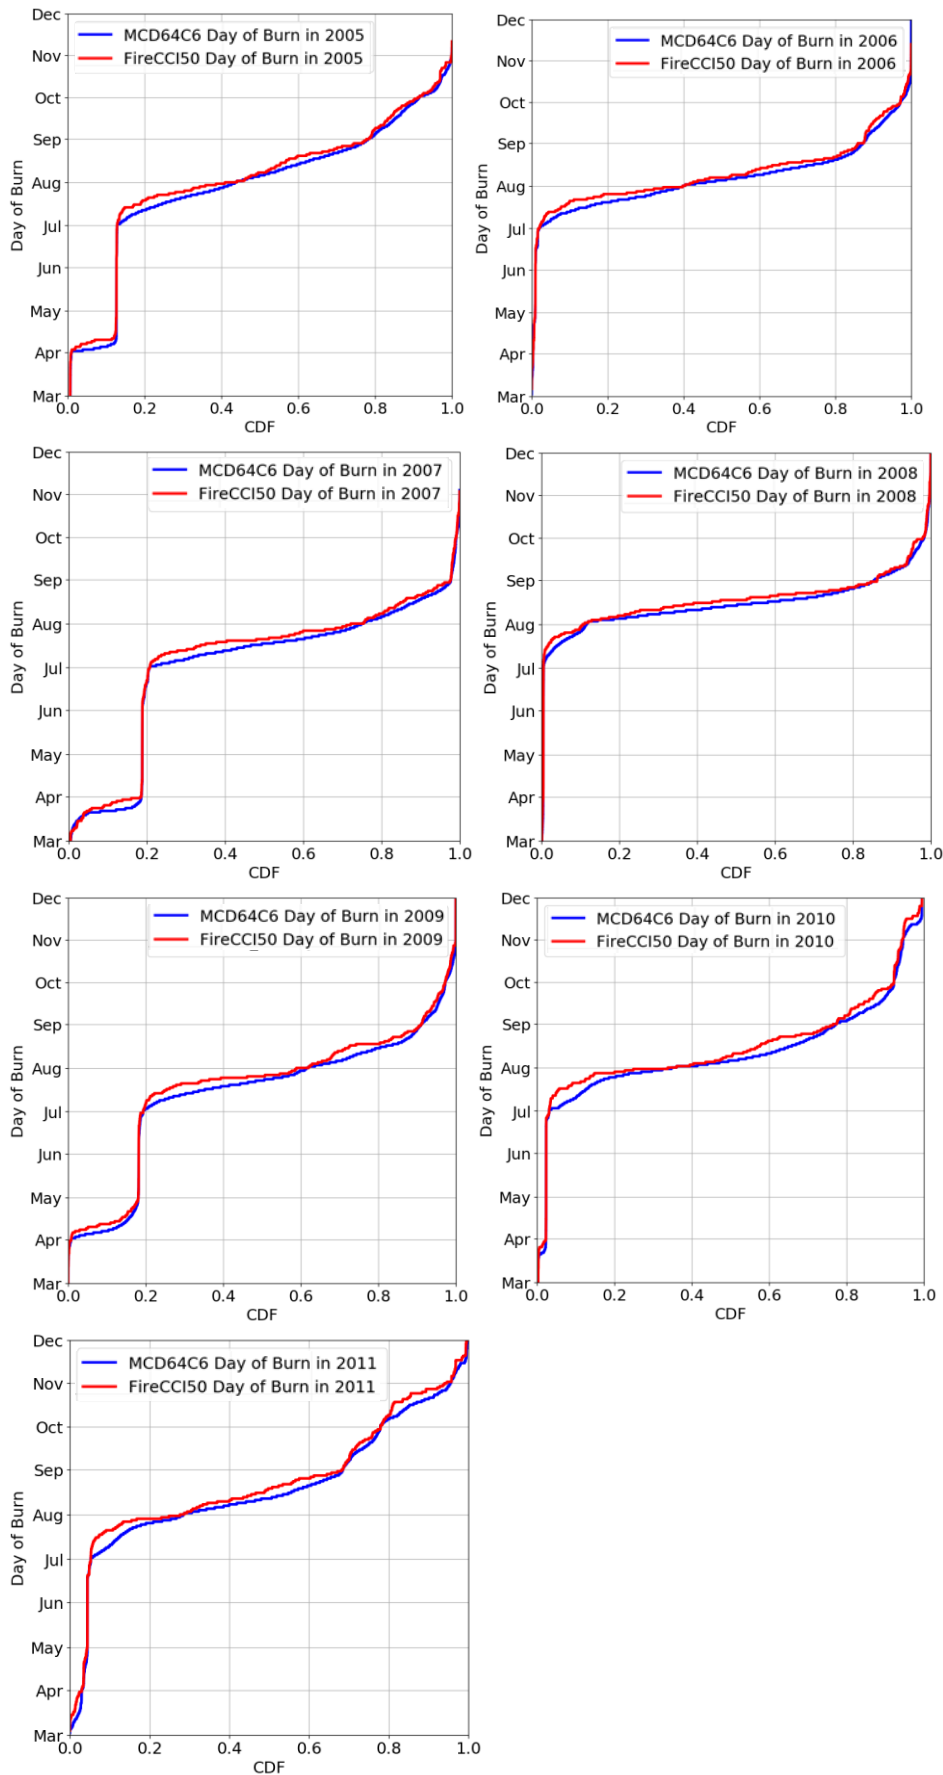 MCD64C6 Day of Burn in 2005
FireCCI50 Day of Burn in 2005
Dec
Nov
Oct
Sep
Aug
Jul
Jun
May
Apr
Mar
Day of Burn
0.0 0.2 0.4 0.6 0.8 1.0
CDF
MCD64C6 Day of Burn in 2006
FireCCI50 Day of Burn in 2006
Dec
Nov
Oct
Sep
Aug
Jul
Jun
May
Apr
Mar
Day of Burn
0.0 0.2 0.4 0.6 0.8 1.0
CDF
MCD64C6 Day of Burn in 2007
FireCCI50 Day of Burn in 2007
Dec
Nov
Oct
Sep
Aug
Jul
Jun
May
Apr
Mar
Day of Burn
0.0 0.2 0.4 0.6 0.8 1.0
CDF
MCD64C6 Day of Burn in 2008
FireCCI50 Day of Burn in 2008
Dec
Nov
Oct
Sep
Aug
Jul
Jun
May
Apr
Mar
Day of Burn
0.0 0.2 0.4 0.6 0.8 1.0
CDF
MCD64C6 Day of Burn in 2009
FireCCI50 Day of Burn in 2009
Dec
Nov
Oct
Sep
Aug
Jul
Jun
May
Apr
Mar
Day of Burn
0.0 0.2 0.4 0.6 0.8 1.0
CDF
MCD64C6 Day of Burn in 2010
FireCCI50 Day of Burn in 2010
Dec
Nov
Oct
Sep
Aug
Jul
Jun
May
Apr
Mar
Day of Burn
0.0 0.2 0.4 0.6 0.8 1.0
CDF
MCD64C6 Day of Burn in 2011
FireCCI50 Day of Burn in 2011
Dec
Nov
Oct
Sep
Aug
Jul
Jun
May
Apr
Mar
Day of Burn
0.0 0.2 0.4 0.6 0.8 1.0
CDF